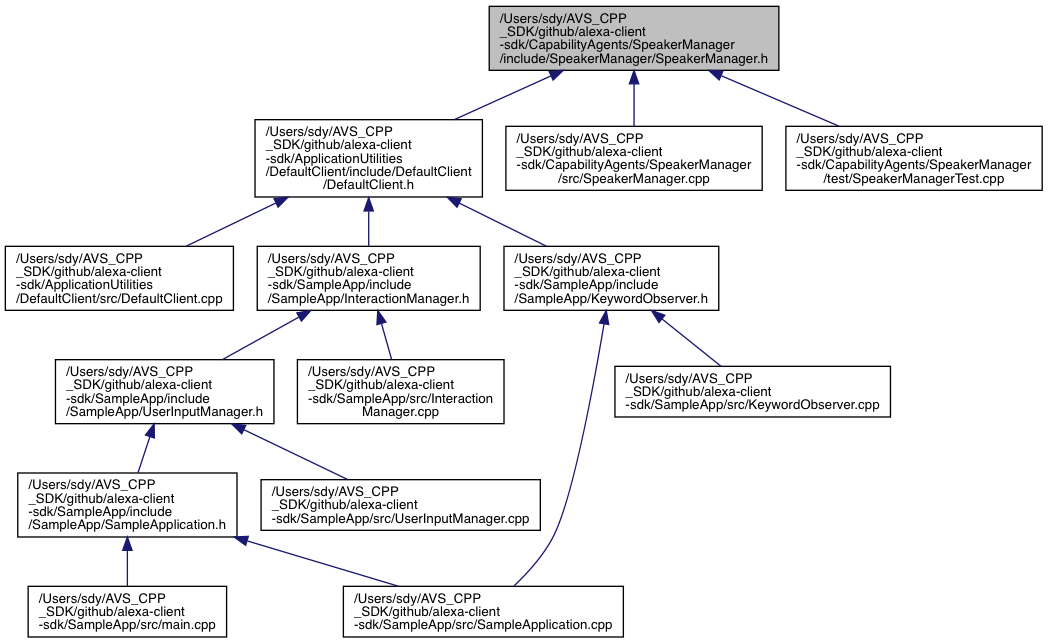 /Users/sdy/AVS_CPP
_SDK/github/alexa-client
-sdk/CapabilityAgents/SpeakerManager
/include/SpeakerManager/SpeakerManager.h
/Users/sdy/AVS_CPP
_SDK/github/alexa-client
-sdk/ApplicationUtilities
/DefaultClient/include/DefaultClient
/DefaultClient.h
/Users/sdy/AVS_CPP
_SDK/github/alexa-client
-sdk/CapabilityAgents/SpeakerManager
/src/SpeakerManager.cpp
/Users/sdy/AVS_CPP
_SDK/github/alexa-client
-sdk/CapabilityAgents/SpeakerManager
/test/SpeakerManagerTest.cpp
/Users/sdy/AVS_CPP
_SDK/github/alexa-client
-sdk/ApplicationUtilities
/DefaultClient/src/DefaultClient.cpp
/Users/sdy/AVS_CPP
_SDK/github/alexa-client
-sdk/SampleApp/include
/SampleApp/InteractionManager.h
/Users/sdy/AVS_CPP
_SDK/github/alexa-client
-sdk/SampleApp/include
/SampleApp/KeywordObserver.h
/Users/sdy/AVS_CPP
_SDK/github/alexa-client
-sdk/SampleApp/include
/SampleApp/UserInputManager.h
/Users/sdy/AVS_CPP
_SDK/github/alexa-client
-sdk/SampleApp/src/Interaction
Manager.cpp
/Users/sdy/AVS_CPP
_SDK/github/alexa-client
-sdk/SampleApp/src/KeywordObserver.cpp
/Users/sdy/AVS_CPP
_SDK/github/alexa-client
-sdk/SampleApp/include
/SampleApp/SampleApplication.h
/Users/sdy/AVS_CPP
_SDK/github/alexa-client
-sdk/SampleApp/src/UserInputManager.cpp
/Users/sdy/AVS_CPP
_SDK/github/alexa-client
-sdk/SampleApp/src/main.cpp
/Users/sdy/AVS_CPP
_SDK/github/alexa-client
-sdk/SampleApp/src/SampleApplication.cpp